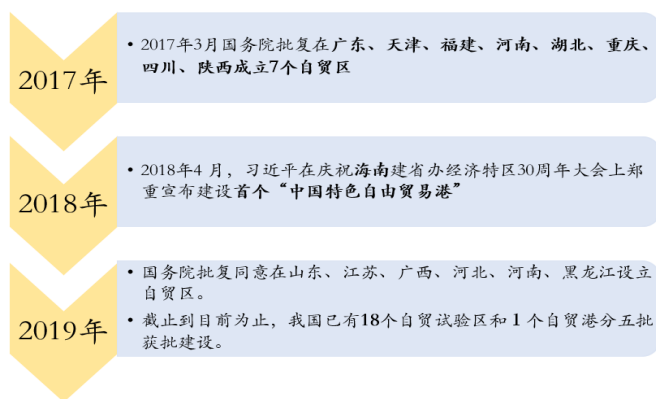 2017年
• 2017年3月国务院批复在广东、天津、福建、河南、湖北、重庆、
四川、陕西成立7个自贸区
2018年
• 2018年4月，习近平在庆祝海南建省办经济特区30周年大会上郑
重宣布建设首个“中国特色自由贸易港”
2019年
• 国务院批复同意在山东、江苏、广西、河北、河南、黑龙江设立
自贸区。
• 截止到目前为止，我国已有18个自贸试验区和1个自贸港分五批
获批建设。